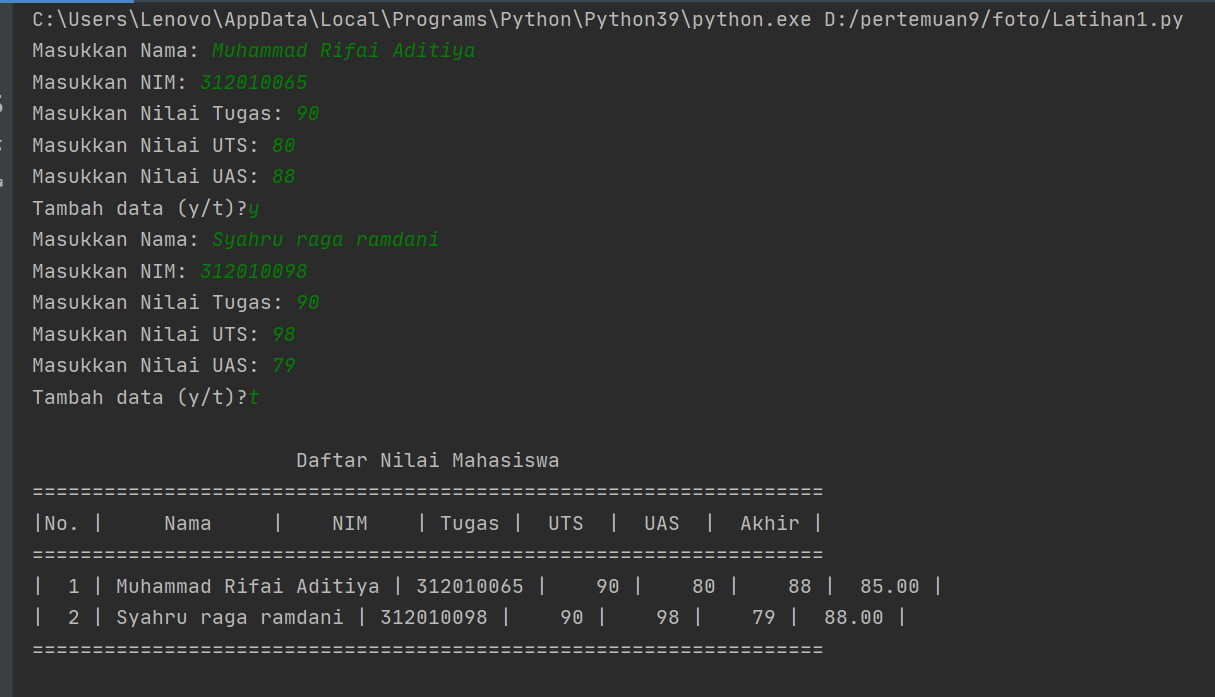 C:\Users\Lenovo\AppData\Local\Programs\Python\Python39\python.exe D:/pertemuan9/foto/Latihan1.py
Masukkan Nama: Muhammad Rifai Aditiya
Masukkan NIM: 312010065
Masukkan Nilai Tugas: 90
Masukkan Nilai UTS: 80
Masukkan Nilai UAS: 88
Tambah data (y/t)?y
Masukkan Nama: Syahru raga ramdani
Masukkan NIM: 312010098
Masukkan Nilai Tugas: 90
Masukkan Nilai UTS: 98
Masukkan Nilai UAS: 79
Tambah data (y/t)?t
                      Daftar Nilai Mahasiswa
==================================================================
|No. |     Nama     |    NIM    | Tugas |  UTS  |  UAS  |  Akhir |
==================================================================
|  1 | Muhammad Rifai Aditiya | 312010065 |    90 |    80 |    88 |  85.00 |
|  2 | Syahru raga ramdani | 312010098 |    90 |    98 |    79 |  88.00 |
==================================================================